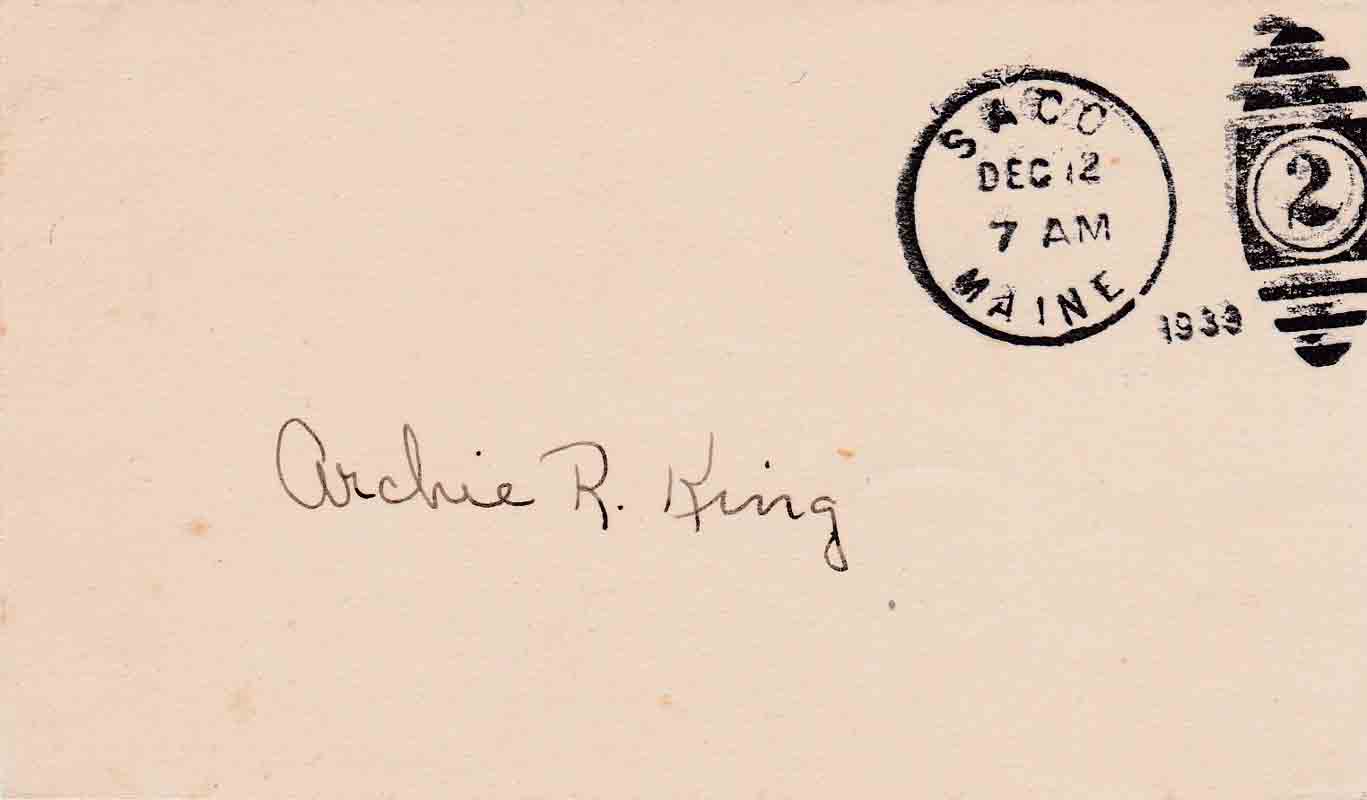 SACO
DEC 12
7 AM
MAINE
1933
2
Archie R. King